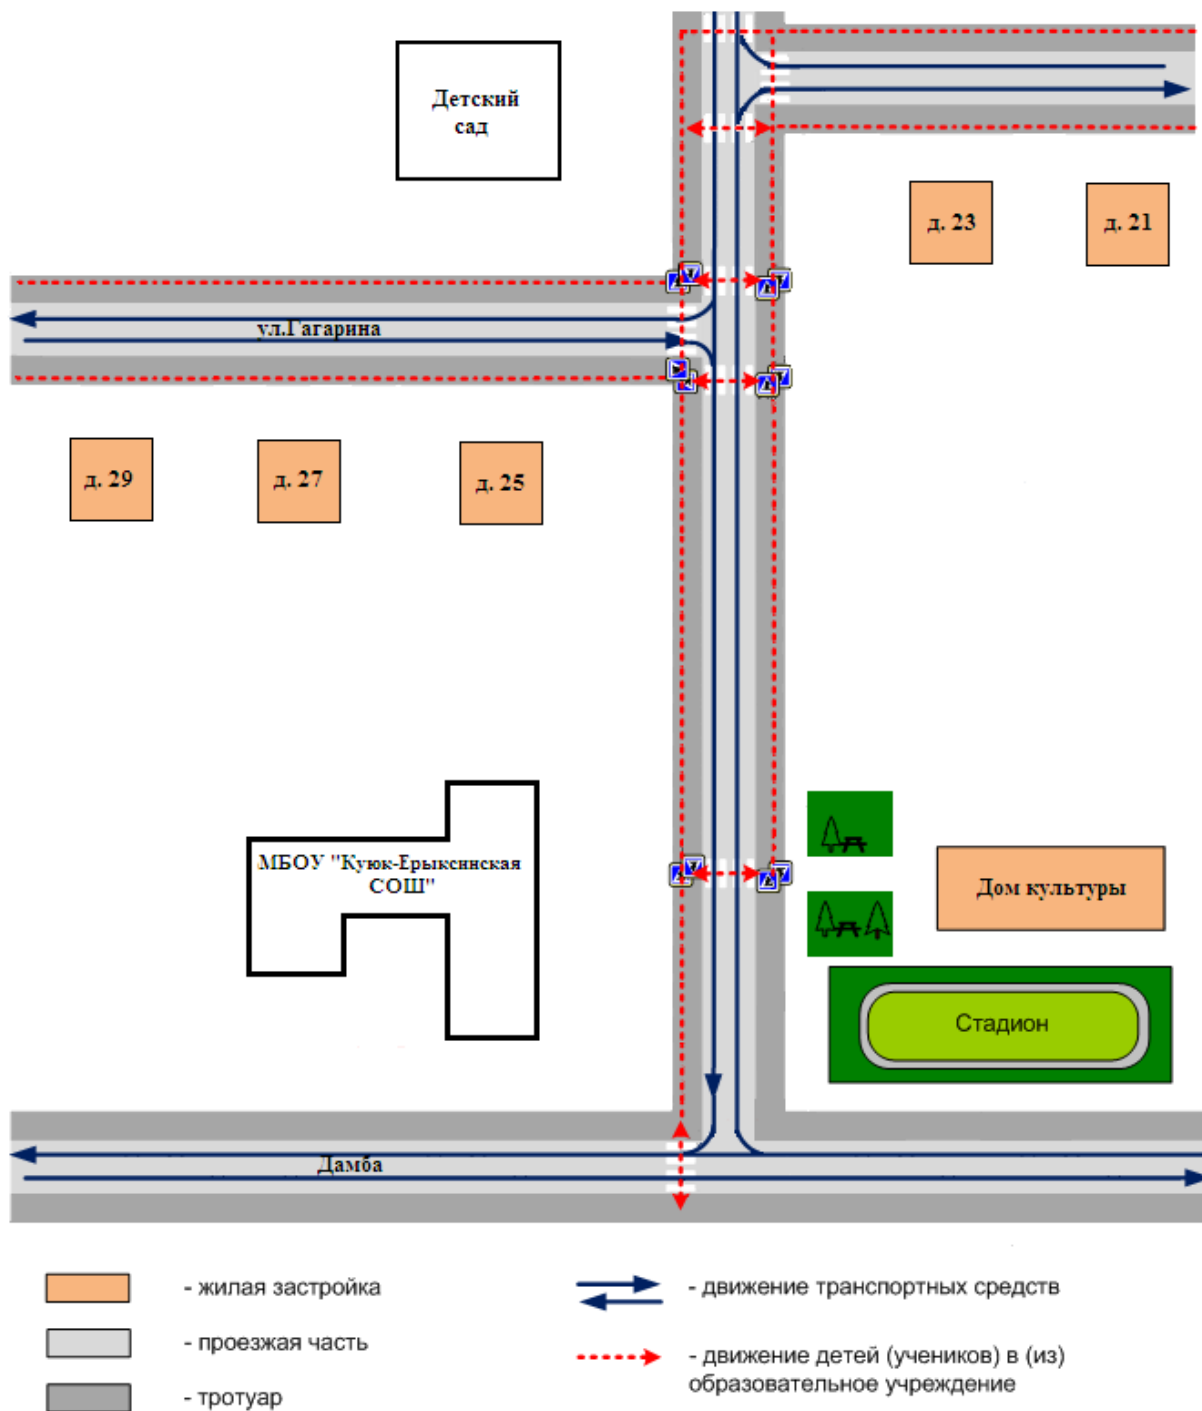 Детский
сад
д. 23
д. 21
ул.Гагарина
д. 29
д. 27
д. 25
МБОУ "Куюк-Ерыксинская
СОШ"
Дом культуры
Стадион
Дамба
- жилая застройка
- проезжая часть
- тротуар
- движение транспортных средств
- движение детей (учеников) в (из)
образовательное учреждение